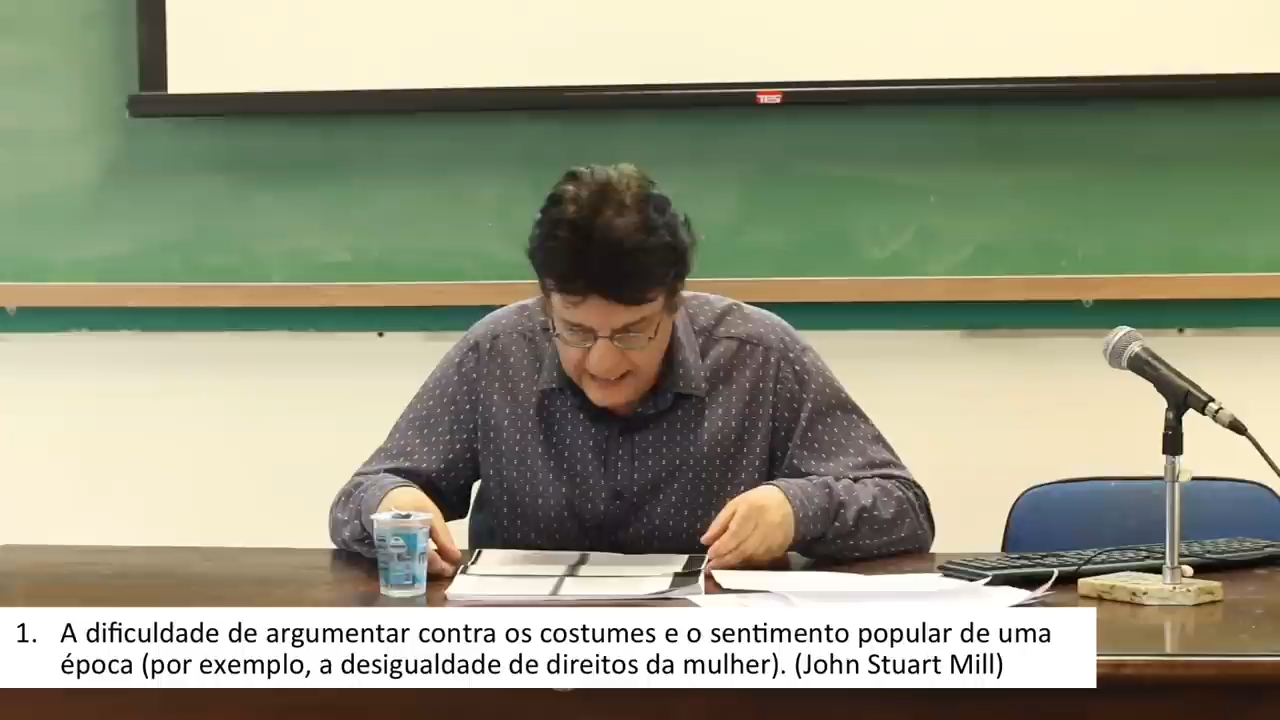 TES
1. A dificuldade de argumentar contra os costumes e o sentimento popular de uma
época (por exemplo, a desigualdade de direitos da mulher). (John Stuart Mill)